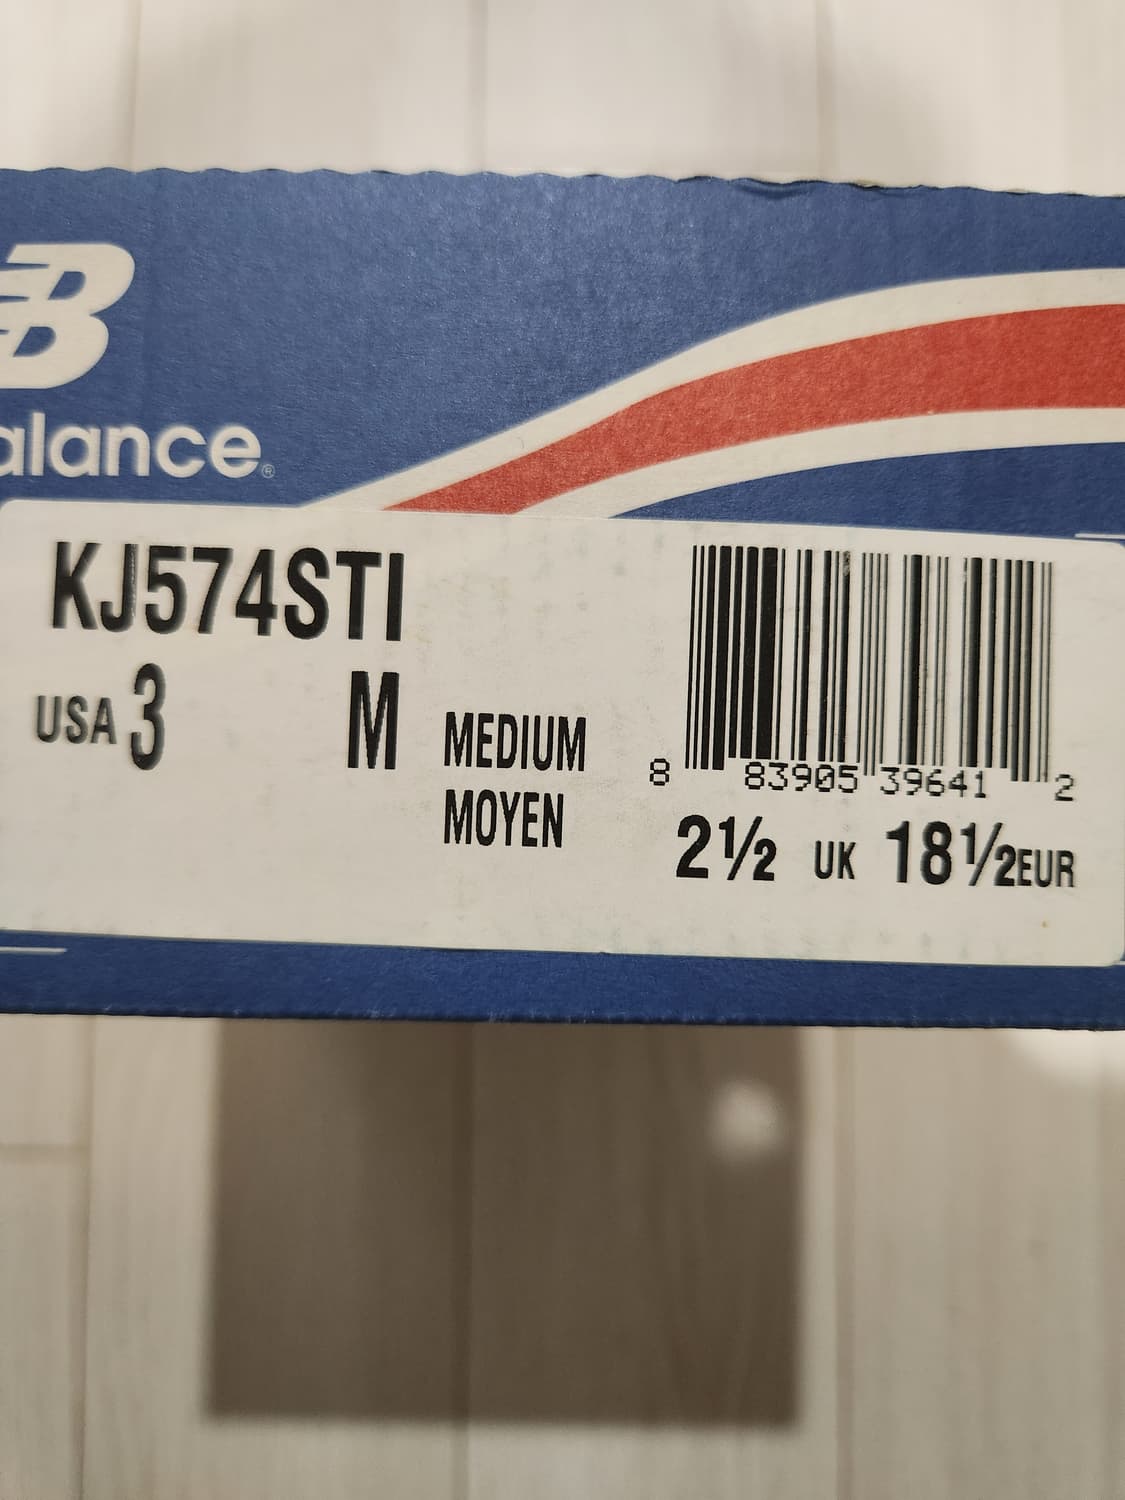 B
alance®
KJ574STI
USA 3 M MEDIUM
MOYEN
8 83905 39641 2
2½ UK 18½EUR